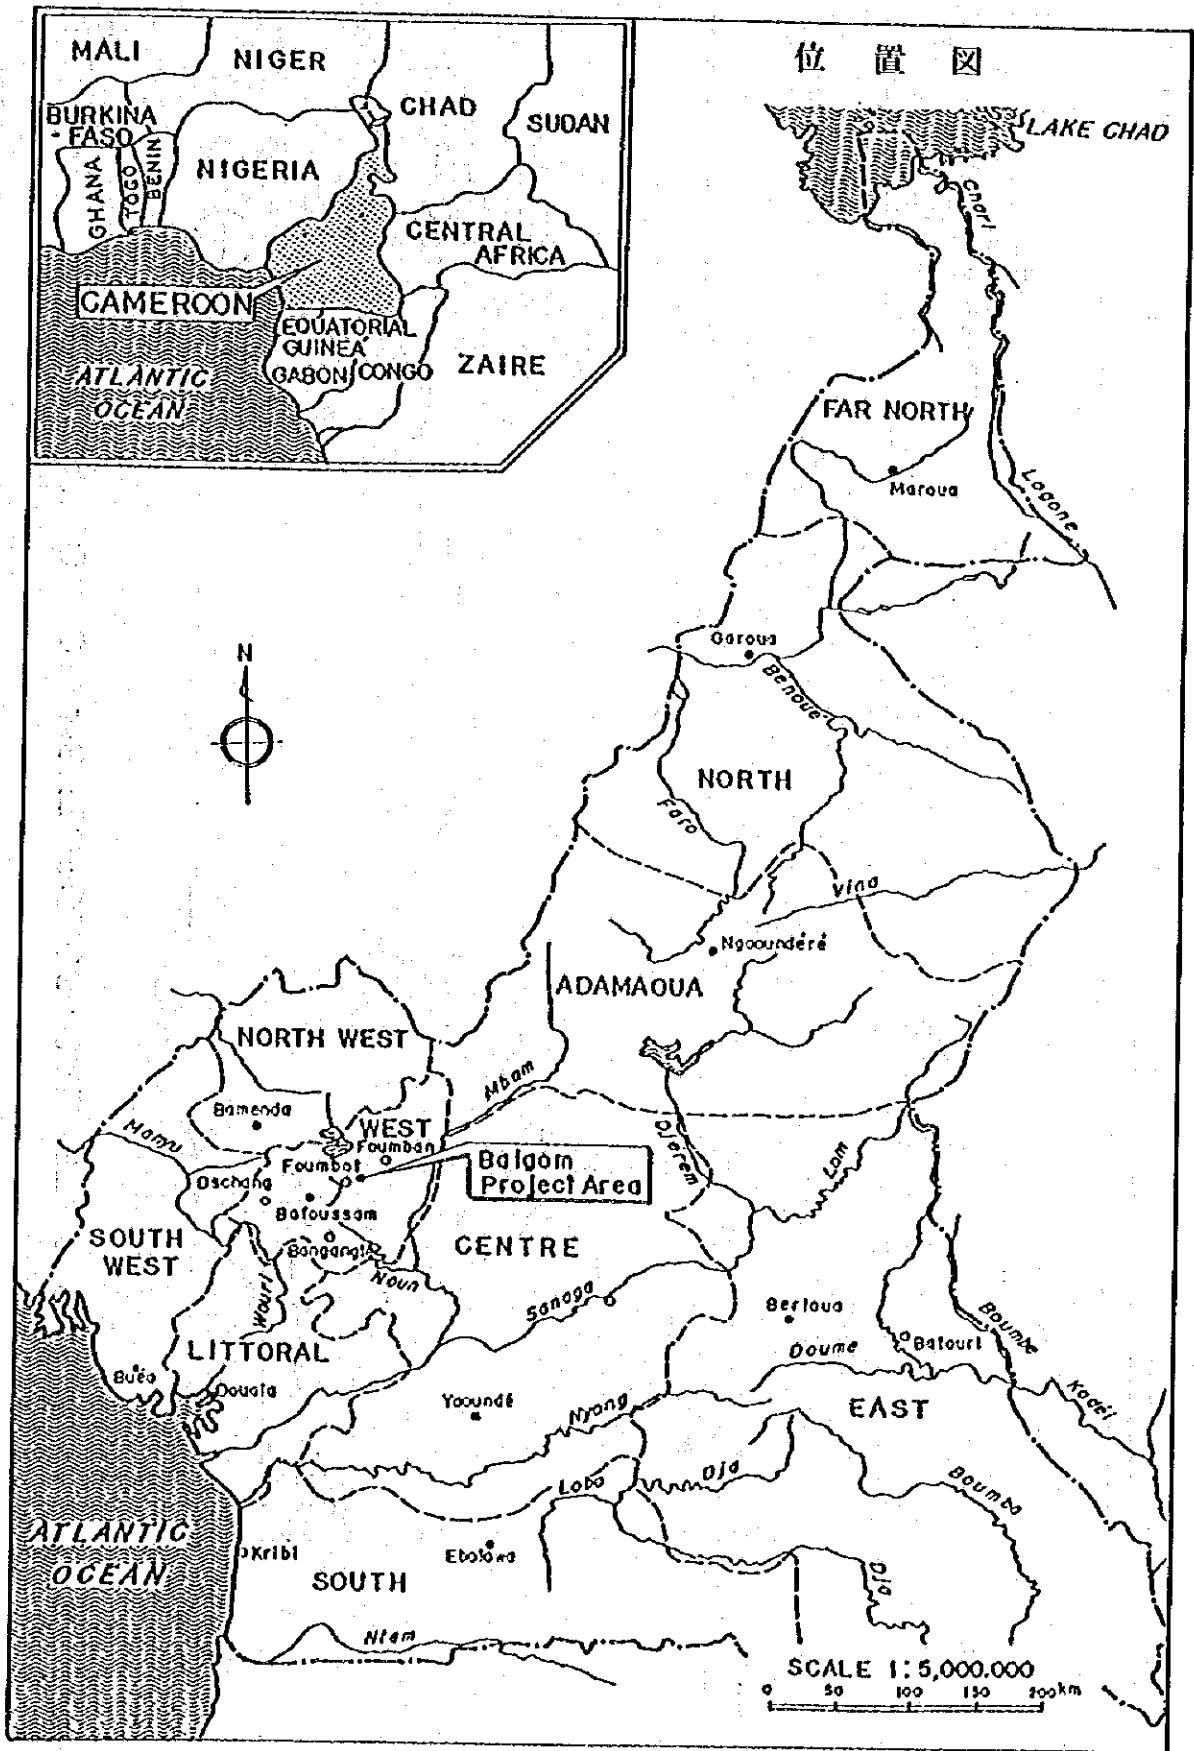 位置図
MALI
NIGER
CHAD
SUDAN
BURKINA
FASO
GHANA
TOGO
BENIN
NIGERIA
CENTRAL
AFRICA
CAMEROON
EQUATORIAL
GUINEA
GABON
CONGO
ZAIRE
ATLANTIC
OCEAN
LAKE CHAD
Chari
FAR NORTH
Maroua
Logone
N
Garoua
Benoué
NORTH
Faro
Vina
Ngaoundéré
ADAMAOUA
NORTH WEST
Mbam
Bamenda
WEST
Mamu
Foumban
Foumbot
Balgom
Project Area
Dschang
Bafoussam
Djerem
Lom
SOUTH
WEST
Bangangté
CENTRE
Noun
Wouri
Sanaga
Bertoua
LITTORAL
Batouri
Boumbe
Doume
Buéa
Douala
Yaoundé
Nyong
EAST
Kadéi
Lobo
Dja
Boumba
ATLANTIC
OCEAN
Kribi
Ebolowa
SOUTH
Dja
Ntem
SCALE 1:5,000.000
0 50 100 150 200km